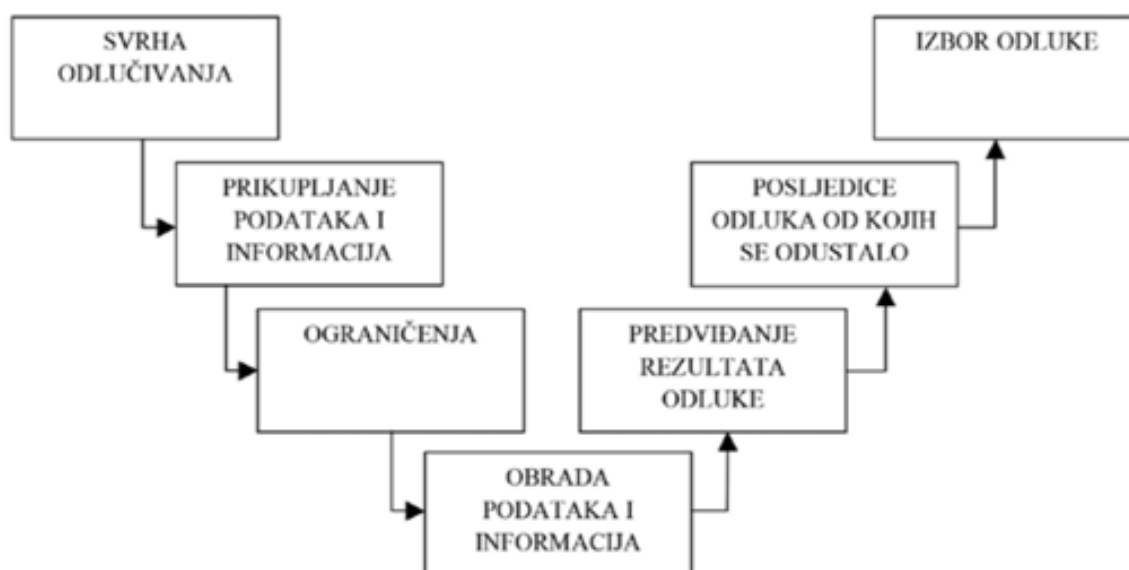 SVRHA
ODLUČIVANJA
PRIKUPLJANJE
PODATAKA I
INFORMACIJA
OGRANIČENJA
OBRADA
PODATAKA I
INFORMACIJA
PREDVIĐANJE
REZULTATA
ODLUKE
POSLJEDICE
ODLUKA OD KOJIH
SE ODUSTALO
IZBOR ODLUKE